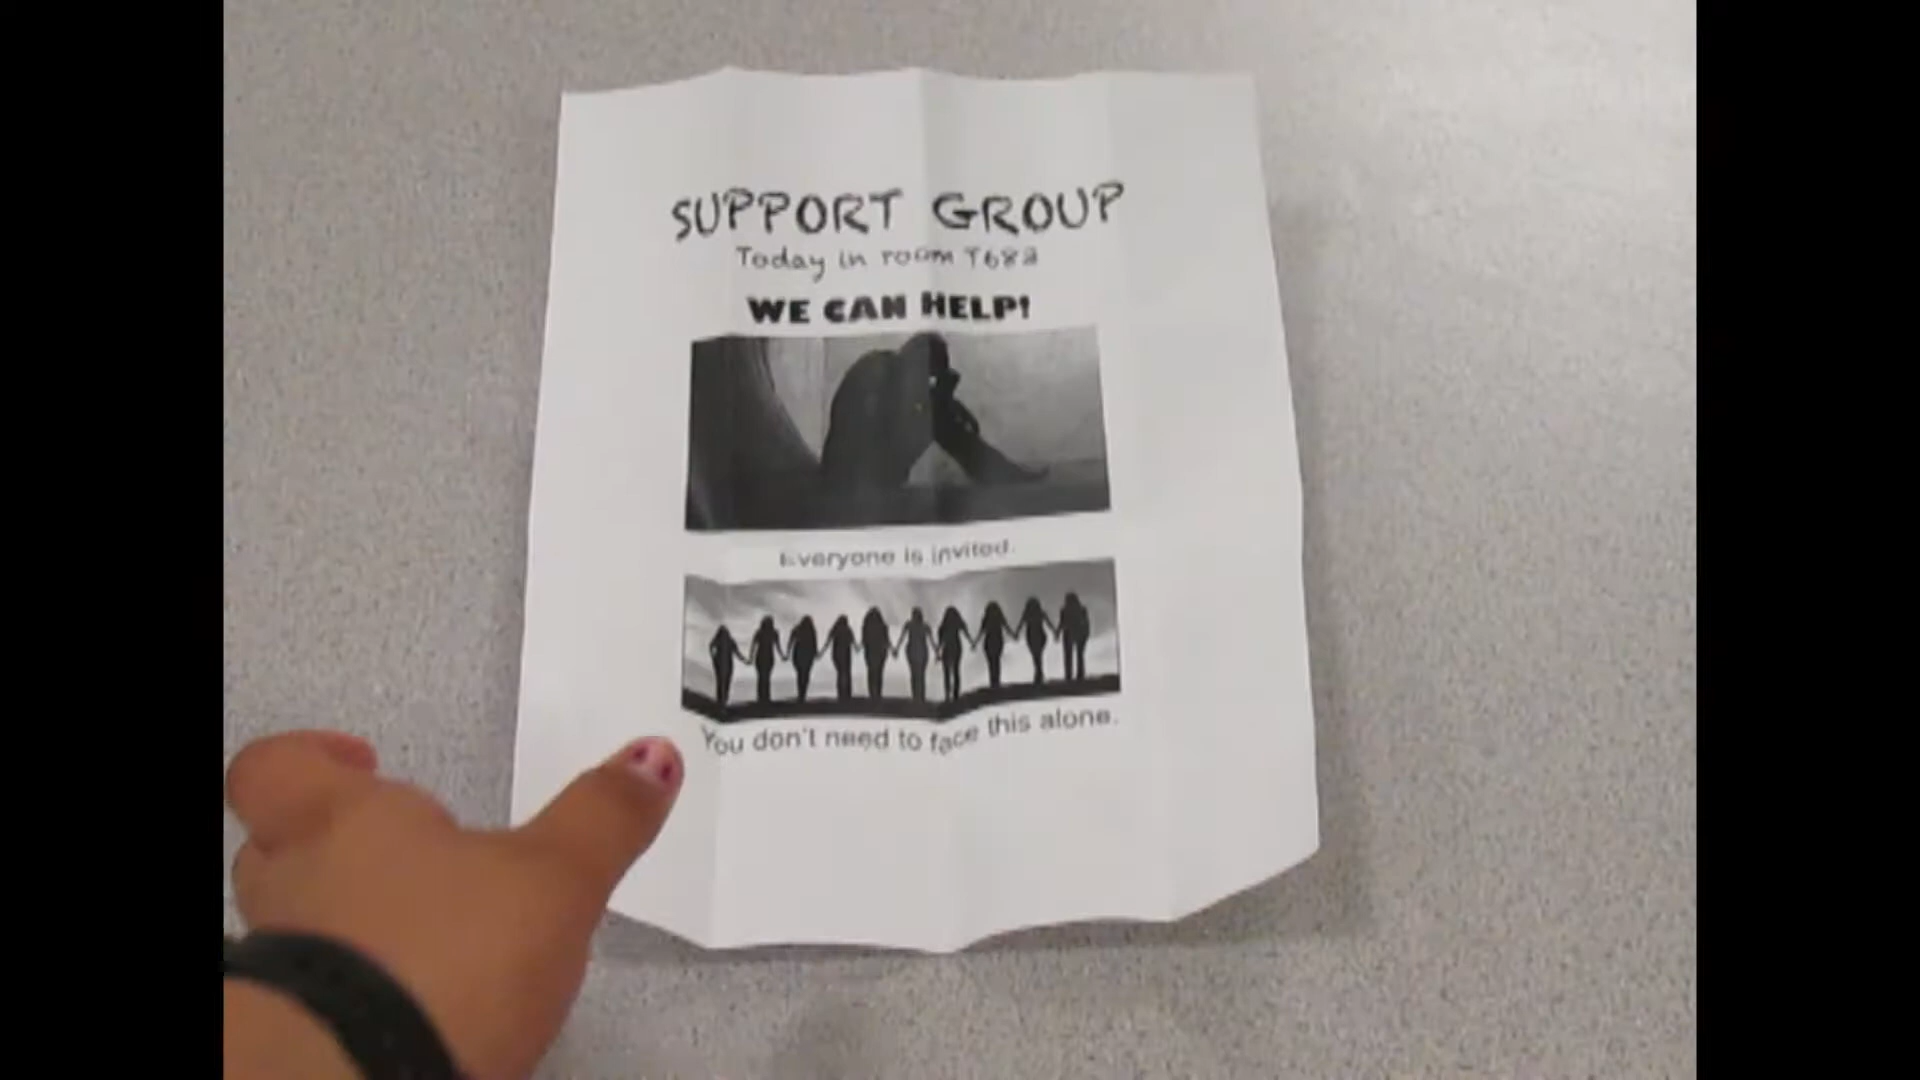 SUPPORT GROUP
Today in room T682
WE CAN HELP!
Everyone is invited.
You don't need to face this alone.